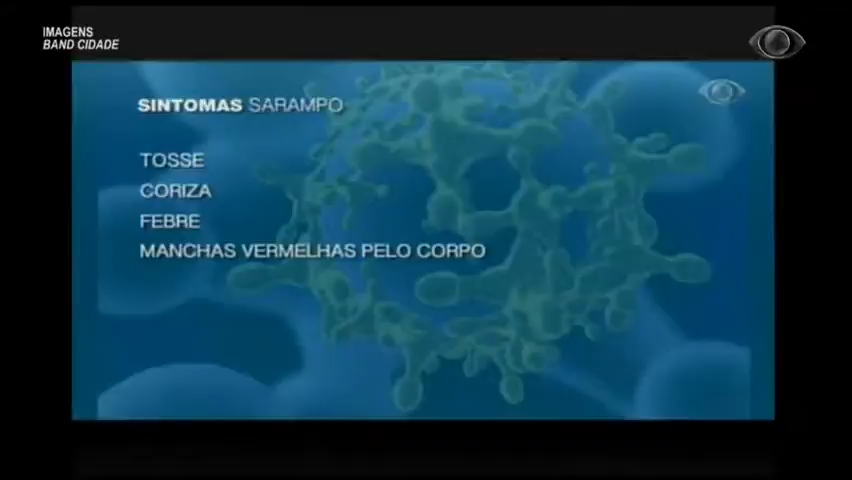 IMAGENS
BAND CIDADE
SINTOMAS SARAMPO
TOSSE
CORIZA
FEBRE
MANCHAS VERMELHAS PELO CORPO